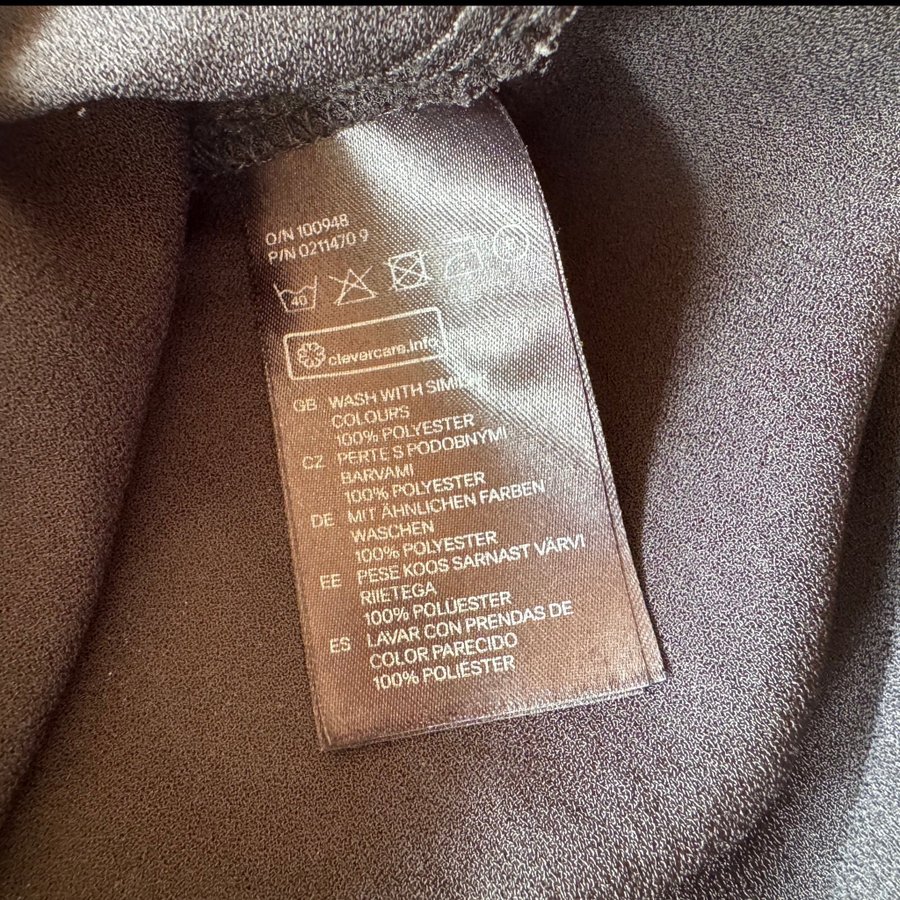 O/N 100948
P/N 0211470 9
40
clevercare.info
GB WASH WITH
COLOURS
100% POLYESTER
CZ PERTE S PODOBNÝMI
BARVAMI
100% POLYESTER
DE MIT ÄHNLICHEN FARBEN
WASCHEN
100% POLYESTER
EE PESE KOOS SARNAST VÄRVI
RIIETEGA
100% POLÜESTER
ES LAVAR CON PRENDAS DE
COLOR PARECIDO
100% POLIÉSTER